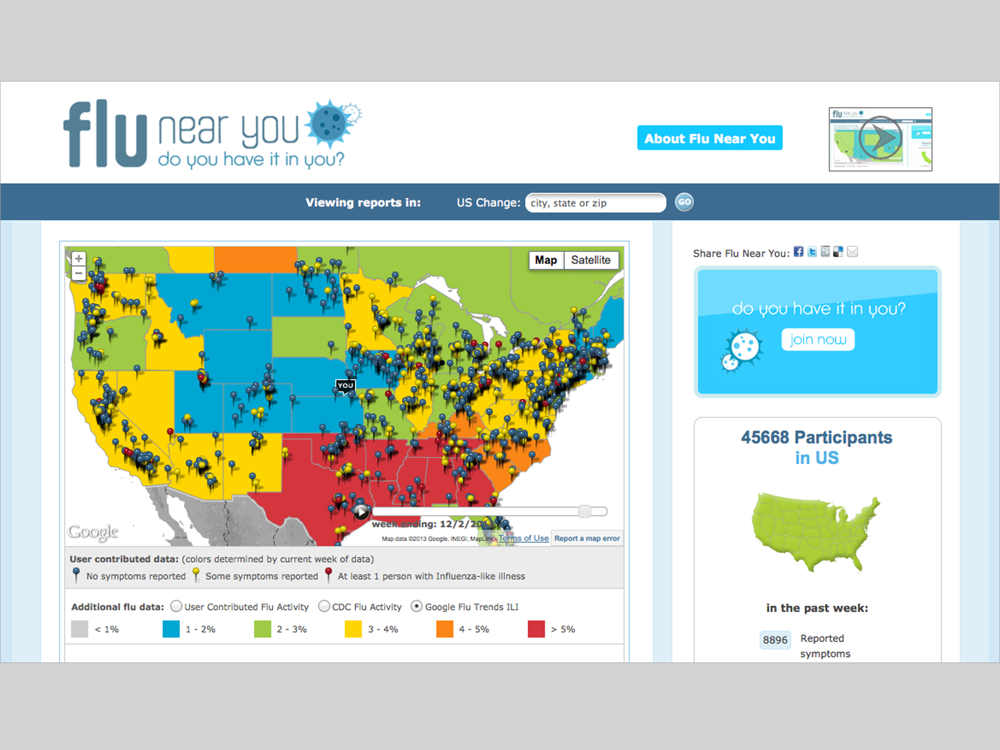 flu near you
do you have it in you?
About Flu Near You
flu near you
Viewing reports in: US Change: city, state or zip GO
+
−
Map Satellite
YOU
week ending: 12/2/20
Google
Map data ©2013 Google, INEGI, MapLink Terms of Use Report a map error
User contributed data: (colors determined by current week of data)
No symptoms reported Some symptoms reported At least 1 person with Influenza-like illness
Additional flu data: User Contributed Flu Activity CDC Flu Activity Google Flu Trends ILI
< 1% 1 - 2% 2 - 3% 3 - 4% 4 - 5% > 5%
Share Flu Near You:
do you have it in you?
join now
45668 Participants
in US
in the past week:
8896 Reported
symptoms